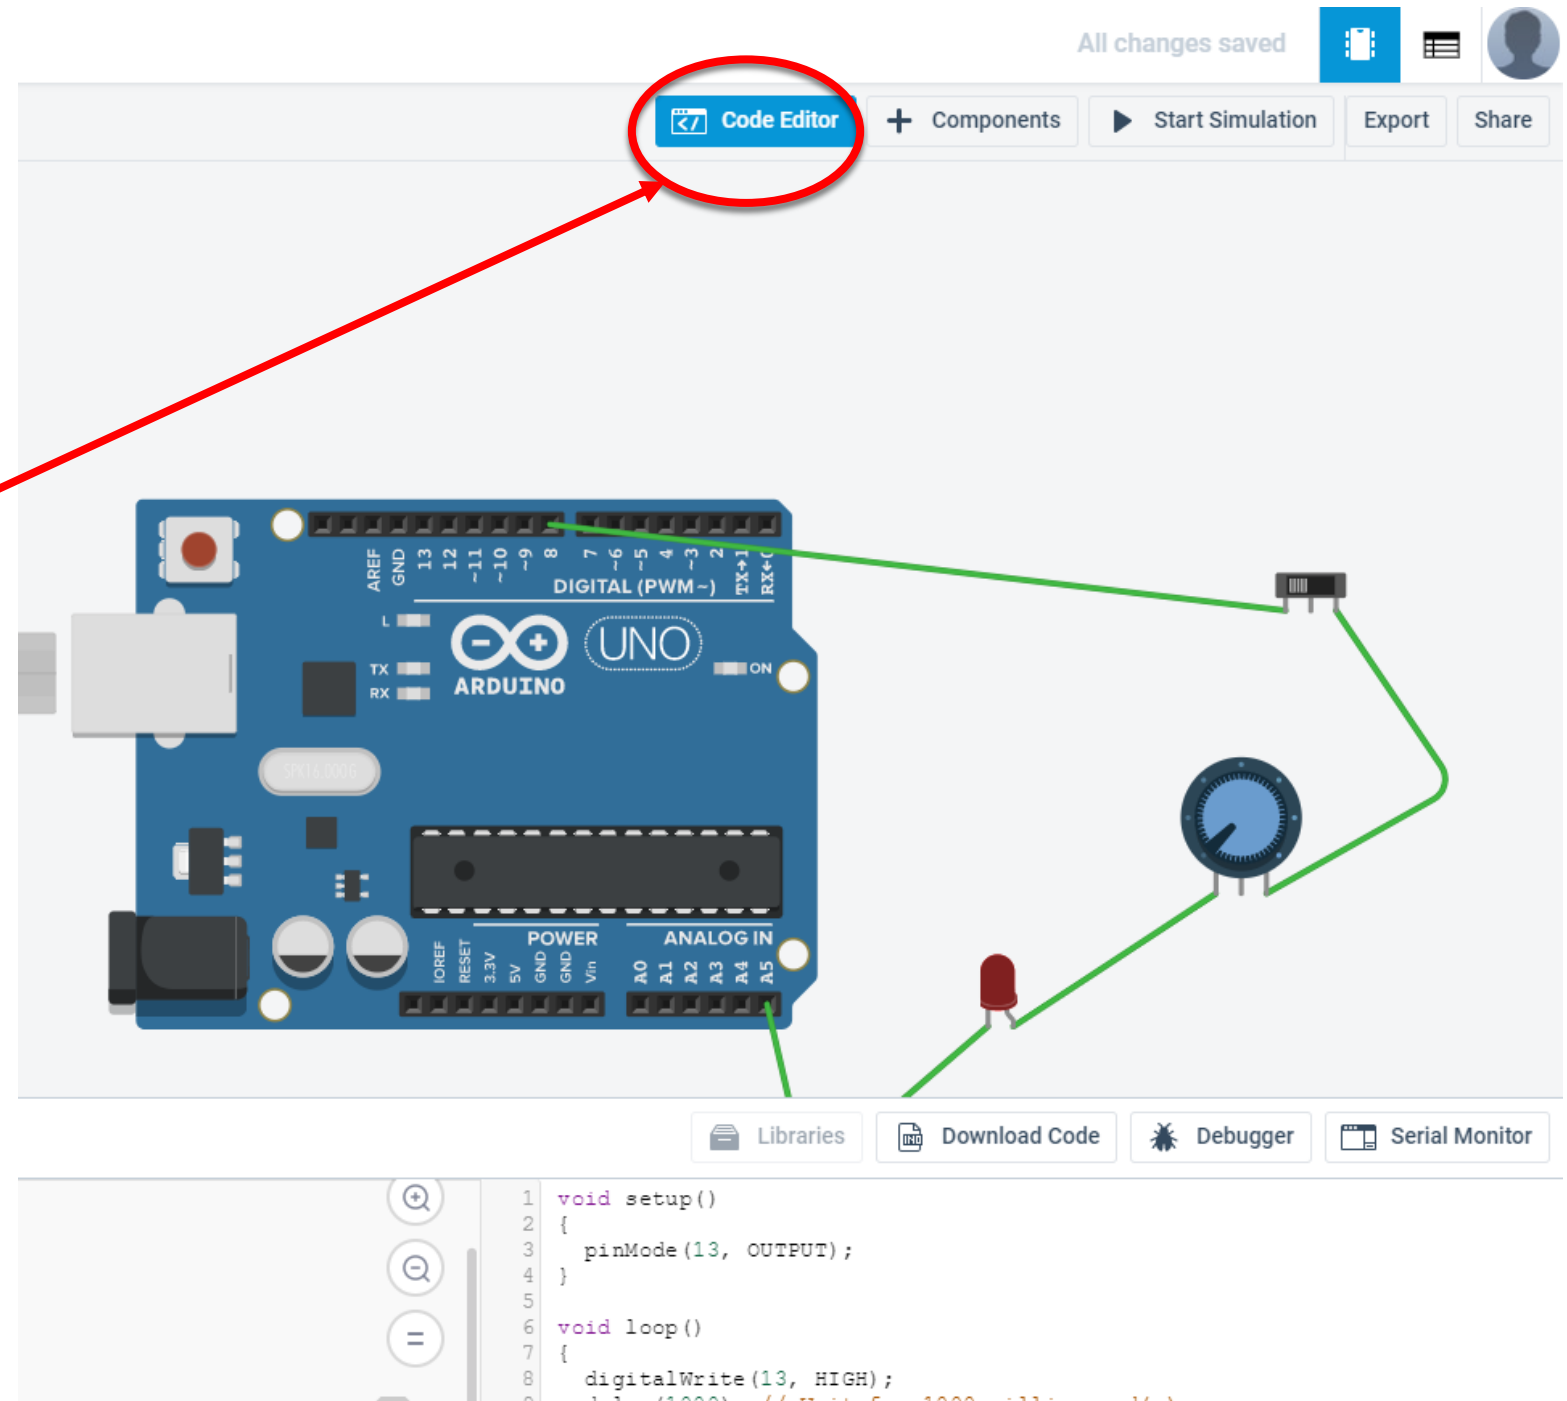 All changes saved
Code Editor
Components
Start Simulation
Export
Share
AREF
GND
13
12
~11
~10
~9
8
7
~6
~5
4
~3
2
TX→1
RX←0
DIGITAL (PWM~)
L
TX
RX
UNO
ON
ARDUINO
SPK16.000G
POWER
ANALOG IN
IOREF
RESET
3.3V
5V
GND
GND
Vin
A0
A1
A2
A3
A4
A5
Libraries
Download Code
Debugger
Serial Monitor
1 void setup()
2 {
3 pinMode(13, OUTPUT);
4 }
5
6 void loop()
7 {
8 digitalWrite(13, HIGH);